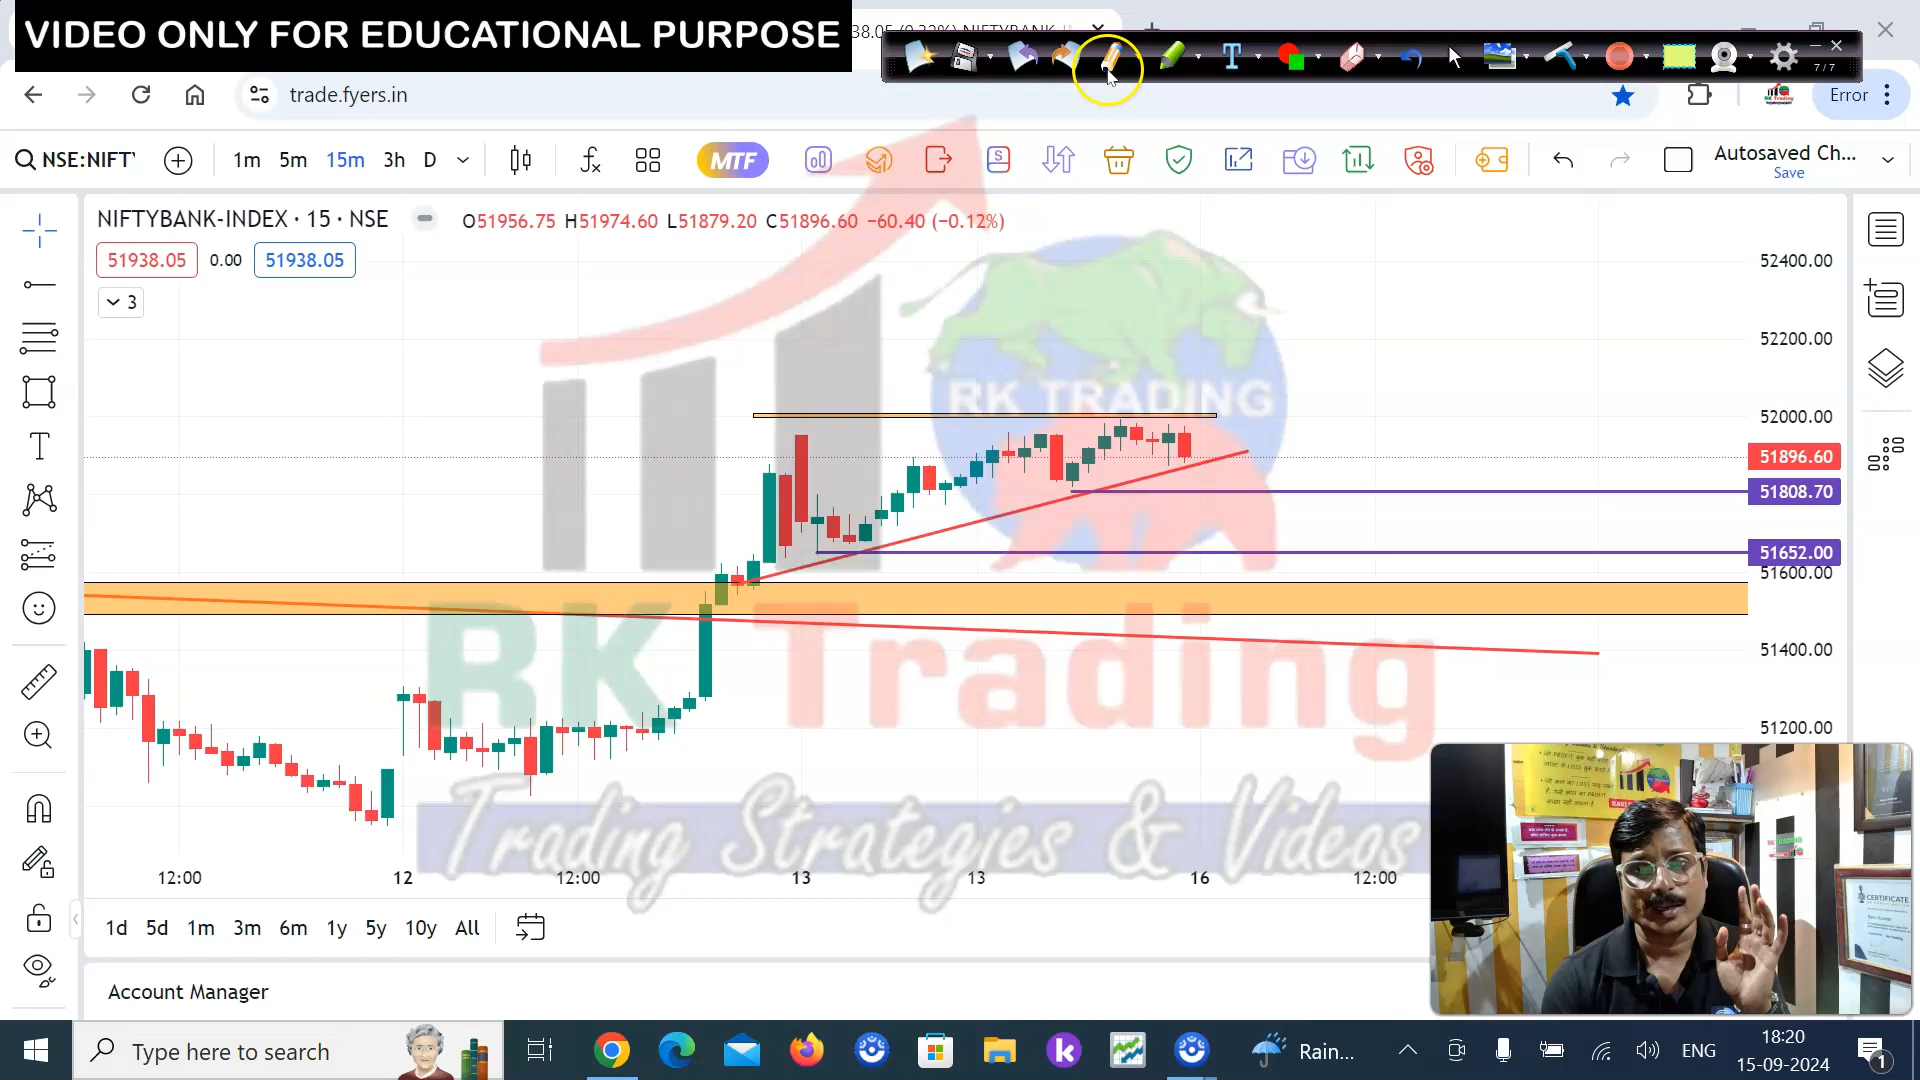 VIDEO ONLY FOR EDUCATIONAL PURPOSE
7 / 7
trade.fyers.in
Error
NSE:NIFTY
1m 5m 15m 3h D
MTF
Autosaved Ch...
Save
NIFTYBANK-INDEX · 15 · NSE
O51956.75 H51974.60 L51879.20 C51896.60 −60.40 (−0.12%)
51938.05 0.00 51938.05
3
52400.00
52200.00
52000.00
51896.60
51808.70
51652.00
51600.00
51400.00
51200.00
RK TRADING
RK Trading
Trading Strategies & Videos
12:00 12 12:00 13 13 16 12:00
1d 5d 1m 3m 6m 1y 5y 10y All
Account Manager
CERTIFICATE
Type here to search
Rain...
ENG
18:20
15-09-2024
1